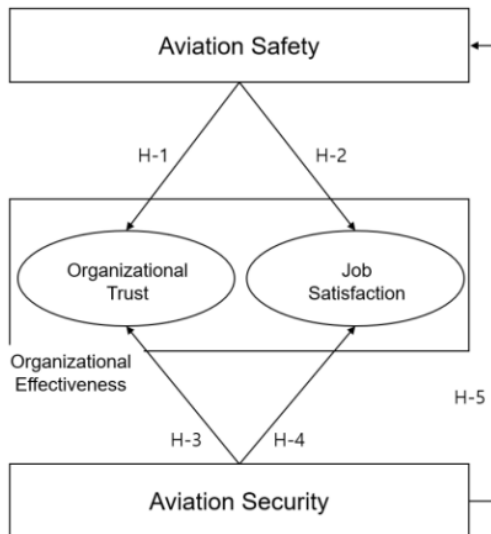 Aviation Safety
H-1
H-2
Organizational
Trust
Job
Satisfaction
Organizational
Effectiveness
H-5
H-3
H-4
Aviation Security